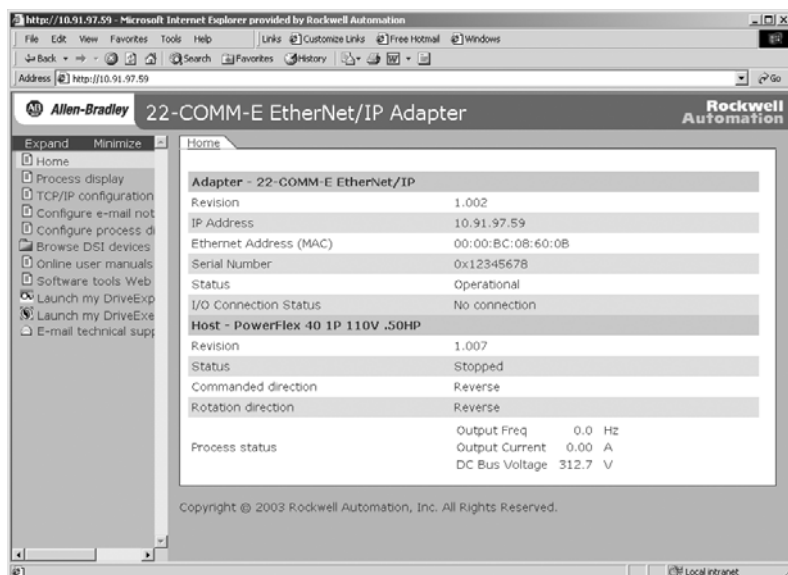 http://10.91.97.59 - Microsoft Internet Explorer provided by Rockwell Automation
File Edit View Favorites Tools Help Links Customize Links Free Hotmail Windows
Back Search Favorites History
Address http://10.91.97.59 Go
Allen-Bradley 22-COMM-E EtherNet/IP Adapter Rockwell Automation
Expand Minimize
Home
Process display
TCP/IP configuration
Configure e-mail not
Configure process di
Browse DSI devices
Online user manuals
Software tools Web
Launch my DriveExp
Launch my DriveExe
E-mail technical supp
Home
Adapter - 22-COMM-E EtherNet/IP
Revision 1.002
IP Address 10.91.97.59
Ethernet Address (MAC) 00:00:BC:08:60:0B
Serial Number 0x12345678
Status Operational
I/O Connection Status No connection
Host - PowerFlex 40 1P 110V .50HP
Revision 1.007
Status Stopped
Commanded direction Reverse
Rotation direction Reverse
Process status
Output Freq 0.0 Hz
Output Current 0.00 A
DC Bus Voltage 312.7 V
Copyright © 2003 Rockwell Automation, Inc. All Rights Reserved.
Local intranet